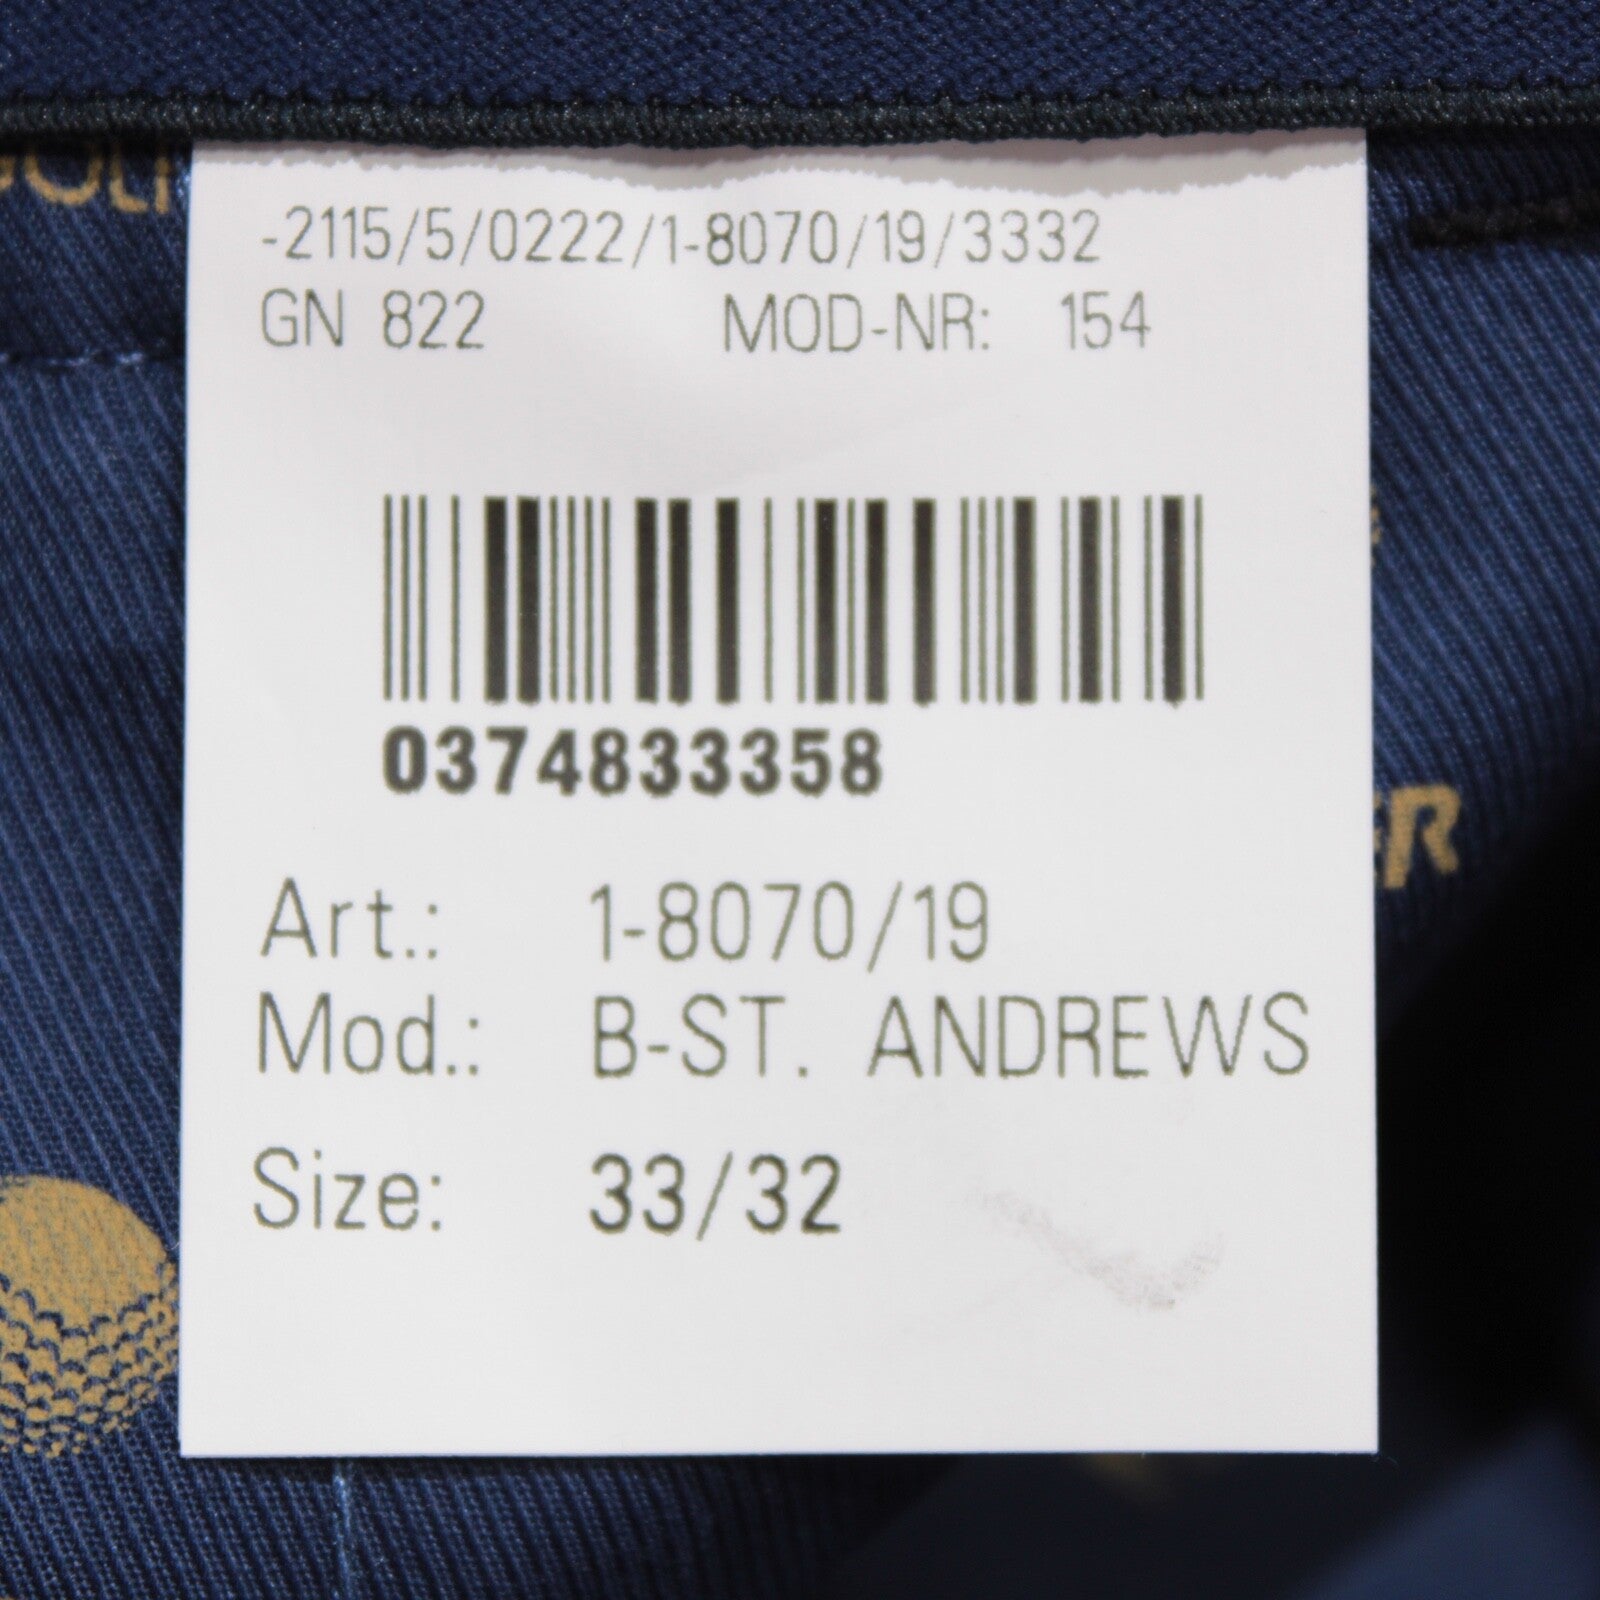 -2115/5/0222/1-8070/19/3332
GN 822 MOD-NR: 154
0374833358
Art.: 1-8070/19
Mod.: B-ST. ANDREWS
Size: 33/32